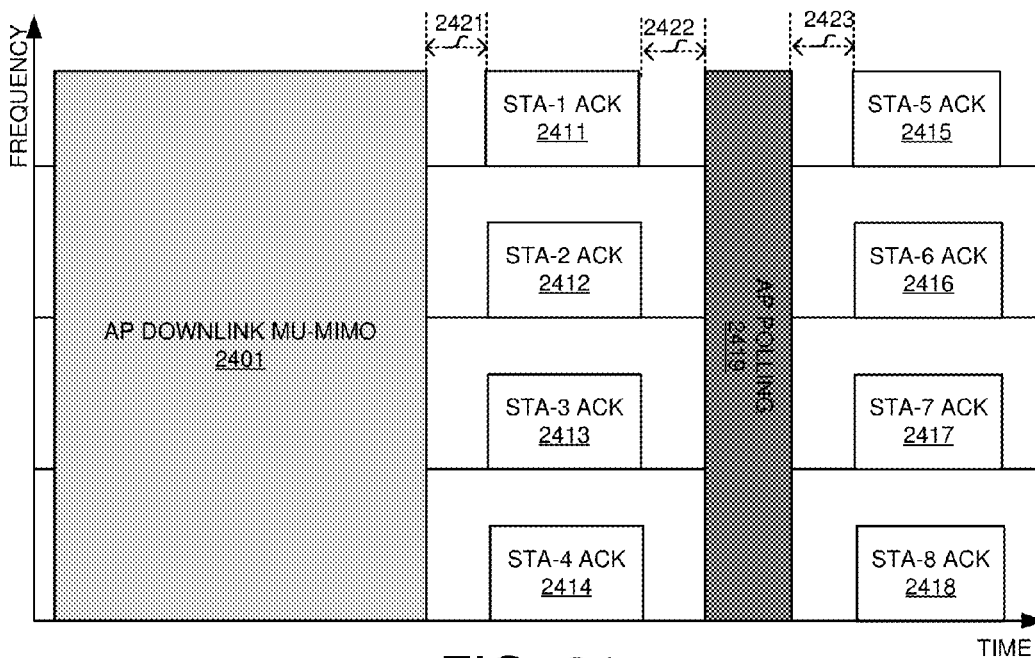 2421
2422
2423
FREQUENCY
STA-1 ACK
2411
STA-5 ACK
2415
STA-2 ACK
2412
STA-6 ACK
2416
AP DOWNLINK MU-MIMO
2401
AP POLLING
2419
STA-3 ACK
2413
STA-7 ACK
2417
STA-4 ACK
2414
STA-8 ACK
2418
TIME